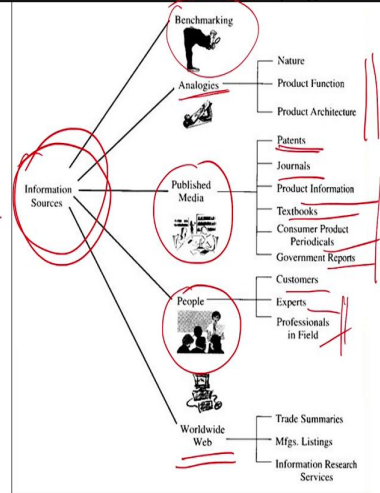 Benchmarking
Analogies
Nature
Product Function
Product Architecture
Information
Sources
Published
Media
Patents
Journals
Product Information
Textbooks
Consumer Product
Periodicals
Government Reports
People
Customers
Experts
Professionals
in Field
Worldwide
Web
Trade Summaries
Mfgs. Listings
Information Research
Services